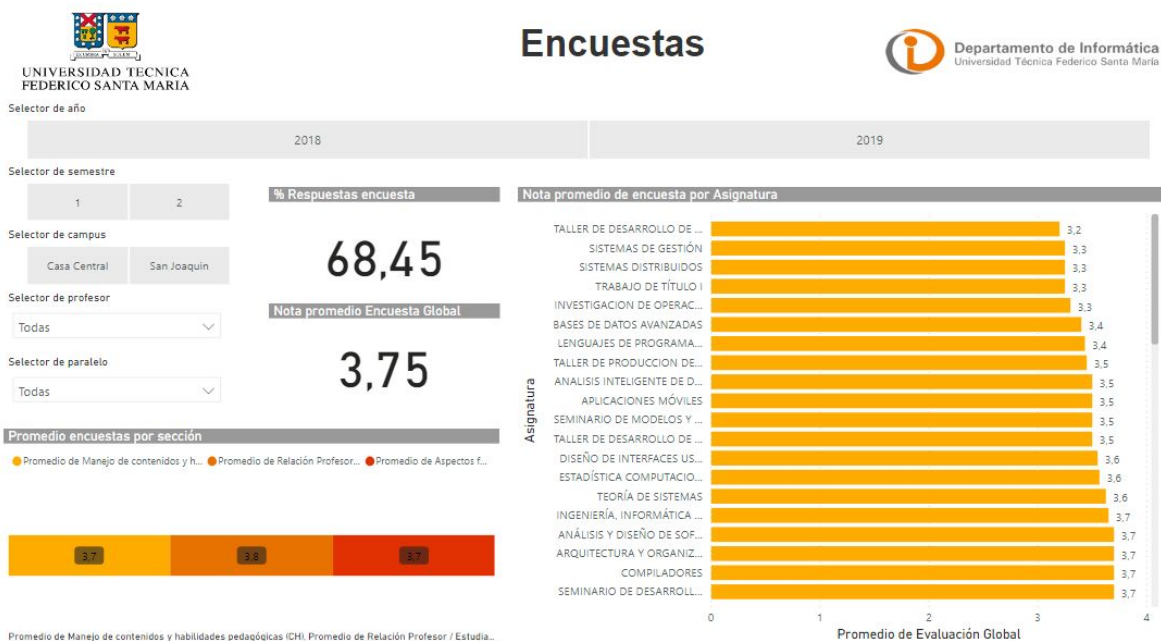 UNIVERSIDAD TECNICA
FEDERICO SANTA MARIA
Encuestas
Departamento de Informática
Universidad Técnica Federico Santa María
Selector de año
2018
2019
Selector de semestre
1
2
Selector de campus
Casa Central
San Joaquin
Selector de profesor
Todas
Selector de paralelo
Todas
% Respuestas encuesta
68,45
Nota promedio Encuesta Global
3,75
Promedio encuestas por sección
Promedio de Manejo de contenidos y h...
Promedio de Relación Profesor...
Promedio de Aspectos f...
3,7
3,8
3,7
Promedio de Manejo de contenidos y habilidades pedagógicas (CH), Promedio de Relación Profesor / Estudia...
Nota promedio de encuesta por Asignatura
Asignatura
TALLER DE DESARROLLO DE ... 3,2
SISTEMAS DE GESTIÓN 3,3
SISTEMAS DISTRIBUIDOS 3,3
TRABAJO DE TÍTULO I 3,3
INVESTIGACION DE OPERAC... 3,3
BASES DE DATOS AVANZADAS 3,4
LENGUAJES DE PROGRAMA... 3,4
TALLER DE PRODUCCION DE... 3,5
ANALISIS INTELIGENTE DE D... 3,5
APLICACIONES MÓVILES 3,5
SEMINARIO DE MODELOS Y ... 3,5
TALLER DE DESARROLLO DE ... 3,5
DISEÑO DE INTERFACES US... 3,6
ESTADÍSTICA COMPUTACIO... 3,6
TEORÍA DE SISTEMAS 3,6
INGENIERÍA, INFORMÁTICA ... 3,7
ANÁLISIS Y DISEÑO DE SOF... 3,7
ARQUITECTURA Y ORGANIZ... 3,7
COMPILADORES 3,7
SEMINARIO DE DESARROLL... 3,7
0 1 2 3 4
Promedio de Evaluación Global